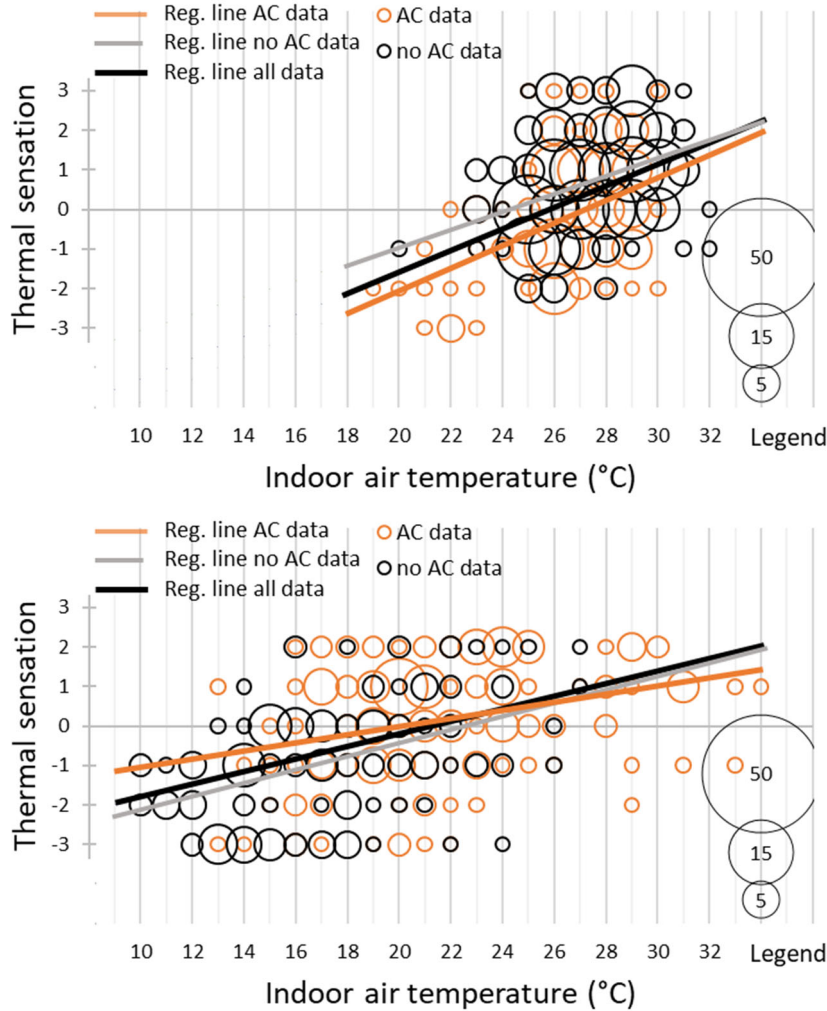 Reg. line AC data
AC data
Reg. line no AC data
no AC data
Reg. line all data
Thermal sensation
3
2
1
0
-1
-2
-3
50
15
5
10 12 14 16 18 20 22 24 26 28 30 32 Legend
Indoor air temperature (°C)
Reg. line AC data
AC data
Reg. line no AC data
no AC data
Reg. line all data
Thermal sensation
3
2
1
0
-1
-2
-3
50
15
5
10 12 14 16 18 20 22 24 26 28 30 32 Legend
Indoor air temperature (°C)